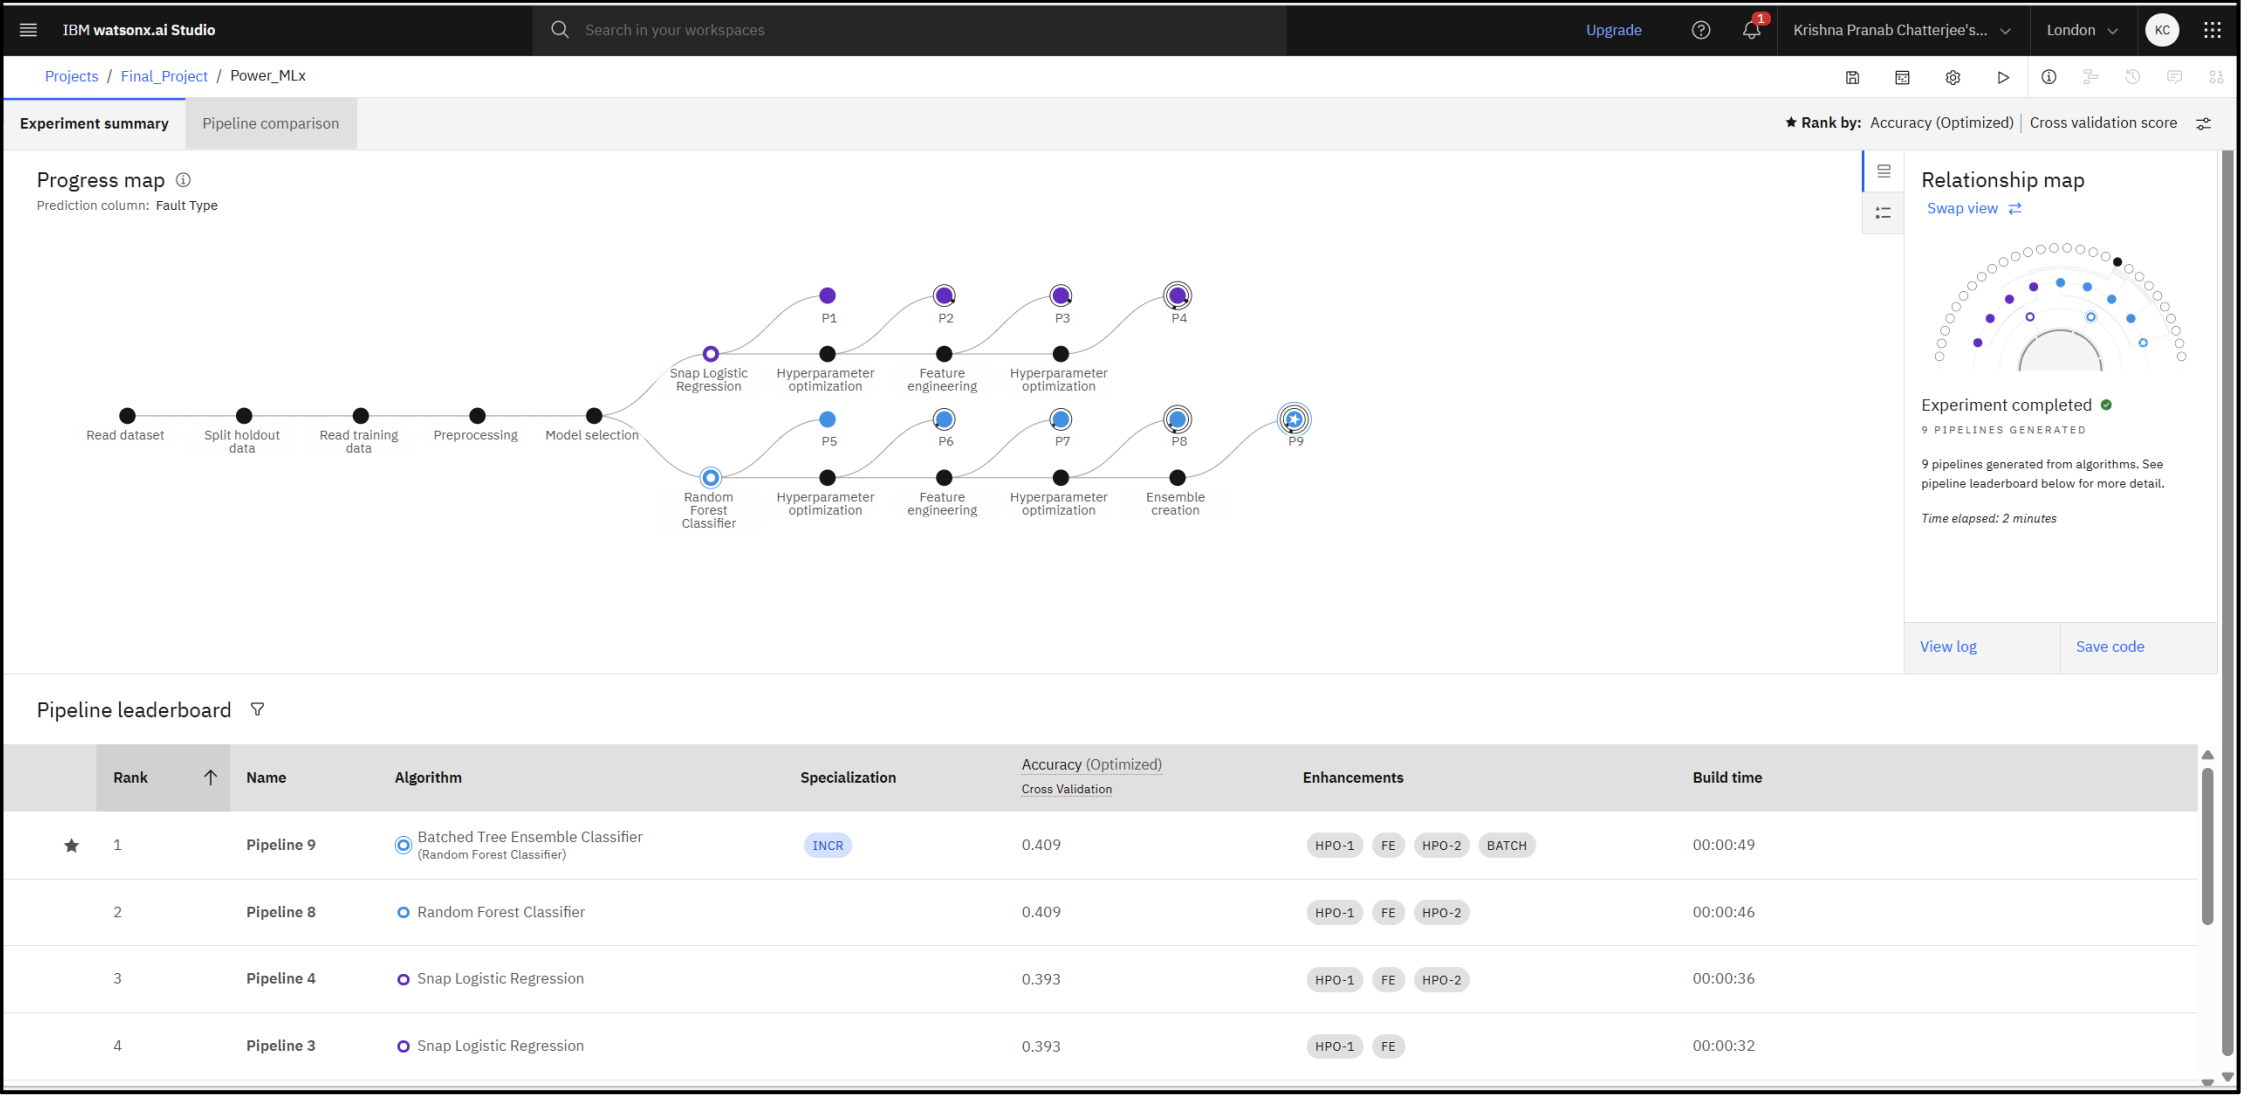 IBM watsonx.ai Studio
Search in your workspaces
Upgrade
1
Krishna Pranab Chatterjee's...
London
KC
Projects / Final_Project / Power_MLx
Experiment summary
Pipeline comparison
Rank by: Accuracy (Optimized) | Cross validation score
Progress map
Prediction column: Fault Type
P1
P2
P3
P4
Snap Logistic
Regression
Hyperparameter
optimization
Feature
engineering
Hyperparameter
optimization
Read dataset
Split holdout
data
Read training
data
Preprocessing
Model selection
P5
P6
P7
P8
P9
Random
Forest
Classifier
Hyperparameter
optimization
Feature
engineering
Hyperparameter
optimization
Ensemble
creation
Relationship map
Swap view
Experiment completed
9 PIPELINES GENERATED
9 pipelines generated from algorithms. See
pipeline leaderboard below for more detail.
Time elapsed: 2 minutes
View log
Save code
Pipeline leaderboard
Rank Name Algorithm Specialization Accuracy (Optimized) Enhancements Build time
Cross Validation
1 Pipeline 9 Batched Tree Ensemble Classifier INCR 0.409 HPO-1 FE HPO-2 BATCH 00:00:49
(Random Forest Classifier)
2 Pipeline 8 Random Forest Classifier 0.409 HPO-1 FE HPO-2 00:00:46
3 Pipeline 4 Snap Logistic Regression 0.393 HPO-1 FE HPO-2 00:00:36
4 Pipeline 3 Snap Logistic Regression 0.393 HPO-1 FE 00:00:32